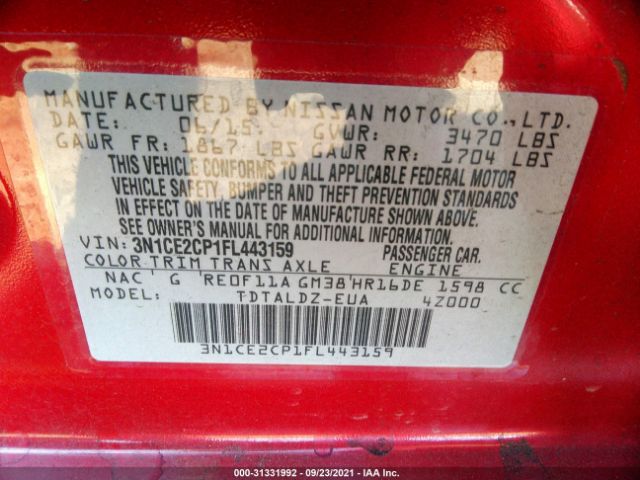 MANUFACTURED BY NISSAN MOTOR CO., LTD.
DATE: 06/15 GVWR: 3470 LBS
GAWR FR: 1867 LBS GAWR RR: 1704 LBS
THIS VEHICLE CONFORMS TO ALL APPLICABLE FEDERAL MOTOR
VEHICLE SAFETY, BUMPER AND THEFT PREVENTION STANDARDS
IN EFFECT ON THE DATE OF MANUFACTURE SHOWN ABOVE.
SEE OWNER'S MANUAL FOR ADDITIONAL INFORMATION.
VIN: 3N1CE2CP1FL443159 PASSENGER CAR.
COLOR TRIM TRANS AXLE ENGINE
NAC G RE0F11A GM38 HR16DE 1598 CC
MODEL: TDTALDZ-EUA 4Z000
3N1CE2CP1FL443159
000-31331992 09/23/2021 IAA Inc.